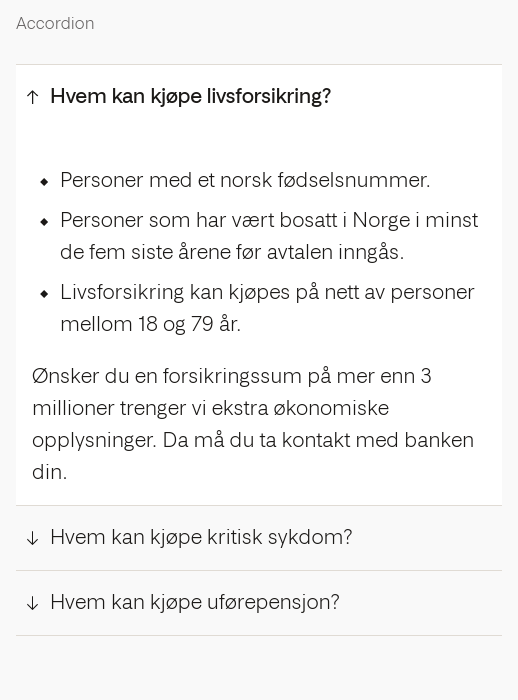 Accordion
Hvem kan kjøpe livsforsikring?
Personer med et norsk fødselsnummer.
Personer som har vært bosatt i Norge i minst
de fem siste årene før avtalen inngås.
Livsforsikring kan kjøpes på nett av personer
mellom 18 og 79 år.
Ønsker du en forsikringssum på mer enn 3
millioner trenger vi ekstra økonomiske
opplysninger. Da må du ta kontakt med banken
din.
Hvem kan kjøpe kritisk sykdom?
Hvem kan kjøpe uførepensjon?